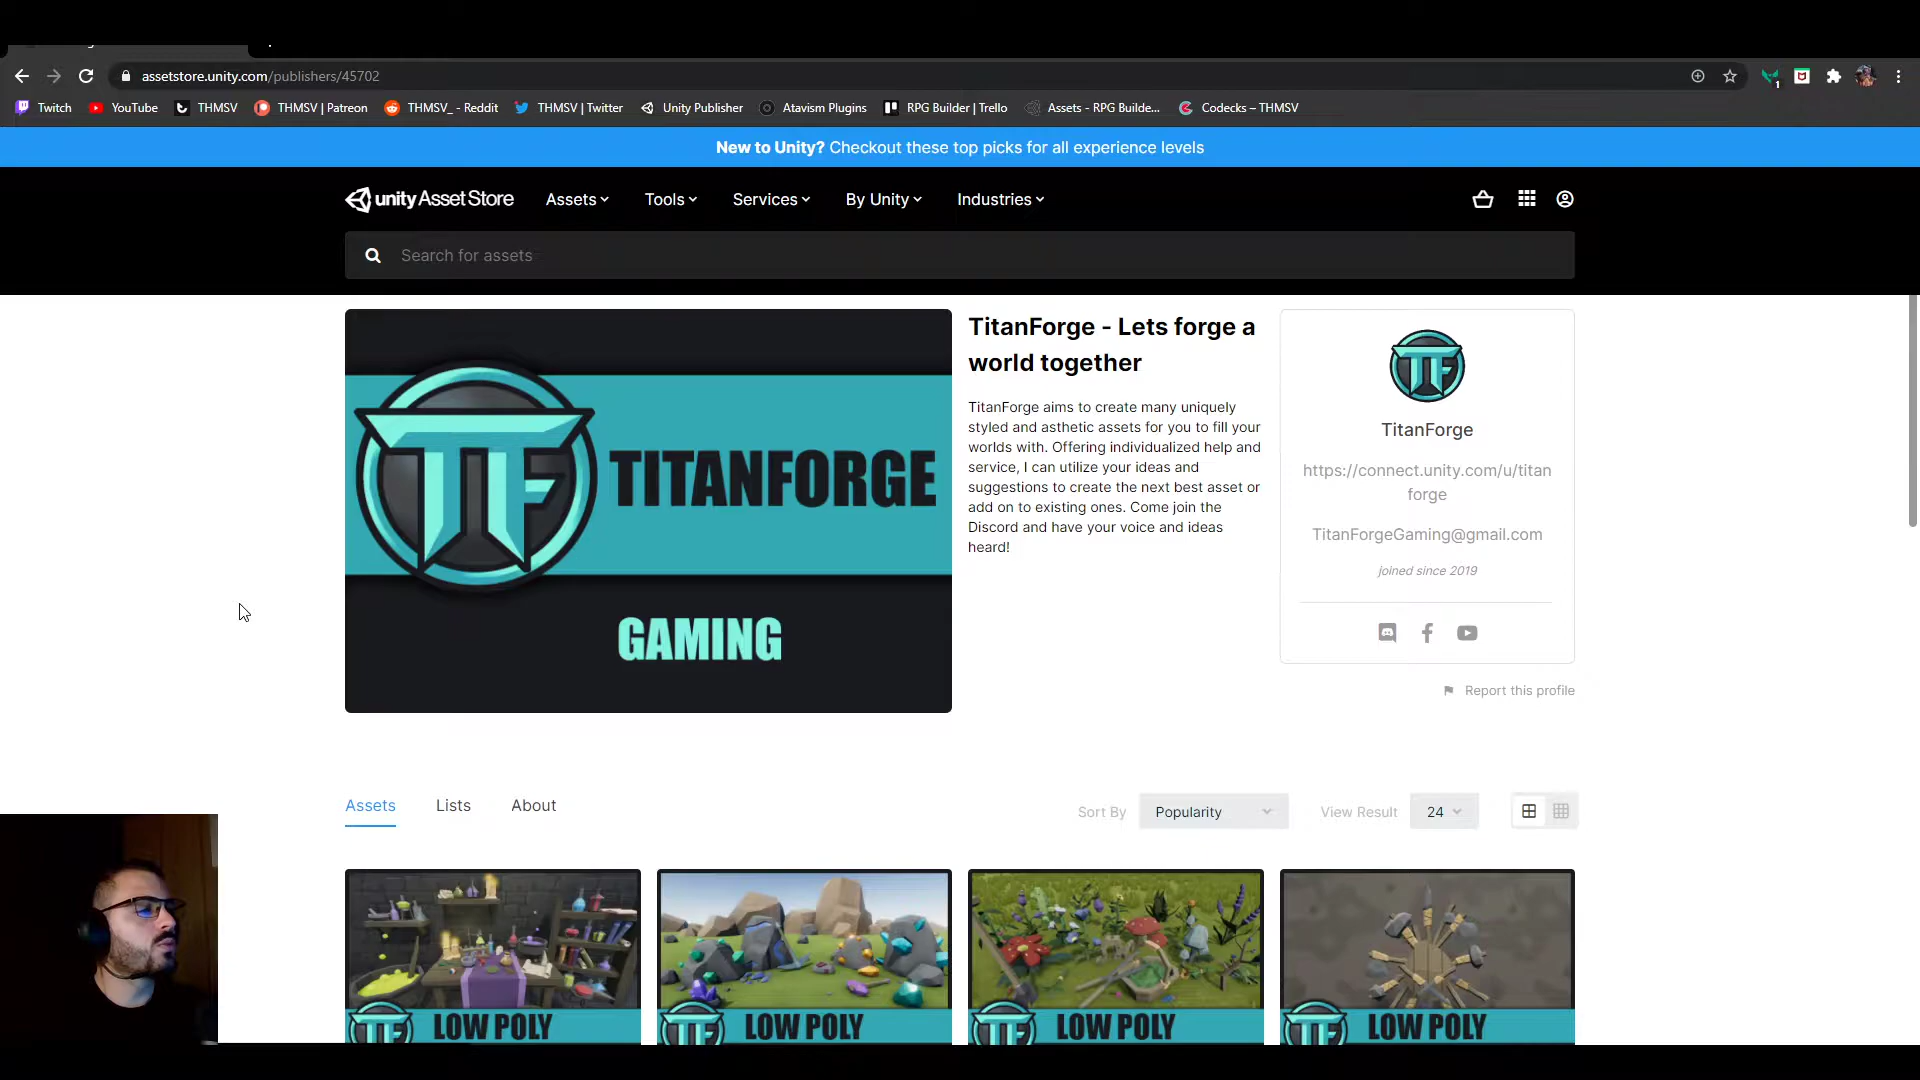 assetstore.unity.com/publishers/45702
Twitch YouTube THMSV THMSV | Patreon THMSV_ - Reddit THMSV | Twitter Unity Publisher Atavism Plugins RPG Builder | Trello Assets - RPG Builde... Codecks – THMSV
New to Unity? Checkout these top picks for all experience levels
unity Asset Store Assets Tools Services By Unity Industries
Search for assets
TITANFORGE
GAMING
TitanForge - Lets forge a
world together
TitanForge aims to create many uniquely
styled and asthetic assets for you to fill your
worlds with. Offering individualized help and
service, I can utilize your ideas and
suggestions to create the next best asset or
add on to existing ones. Come join the
Discord and have your voice and ideas
heard!
TF
TitanForge
https://connect.unity.com/u/titan
forge
TitanForgeGaming@gmail.com
joined since 2019
Report this profile
Assets Lists About
Sort By Popularity View Result 24
LOW POLY LOW POLY LOW POLY LOW POLY